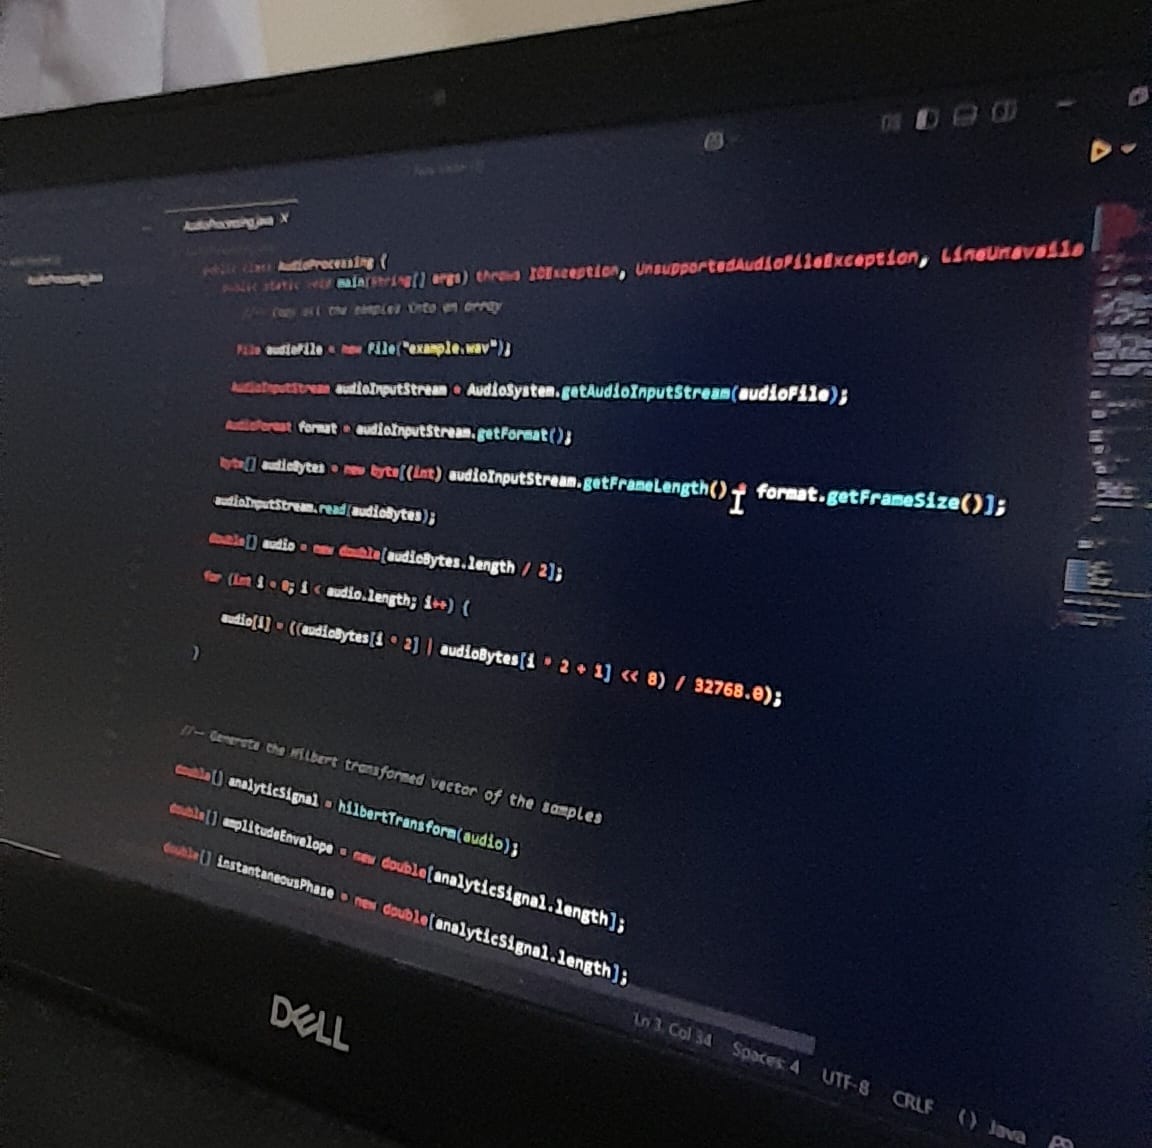 AudioProcessing.java ×
AudioProcessing.java
public class AudioProcessing {
public static void main(String[] args) throws IOException, UnsupportedAudioFileException, LineUnavaila
//- Copy all the samples into an array
File audioFile = new File("example.wav");
AudioInputStream audioInputStream = AudioSystem.getAudioInputStream(audioFile);
AudioFormat format = audioInputStream.getFormat();
byte[] audioBytes = new byte[(int) audioInputStream.getFrameLength() * format.getFrameSize()];
audioInputStream.read(audioBytes);
double[] audio = new double[audioBytes.length / 2];
for (int i = 0; i < audio.length; i++) {
audio[i] = ((audioBytes[i * 2] | audioBytes[i * 2 + 1] << 8) / 32768.0);
}
//- Generate the Hilbert transformed vector of the samples
double[] analyticSignal = hilbertTransform(audio);
double[] amplitudeEnvelope = new double[analyticSignal.length];
double[] instantaneousPhase = new double[analyticSignal.length];
Ln 3, Col 34 Spaces: 4 UTF-8 CRLF {} Java
DELL